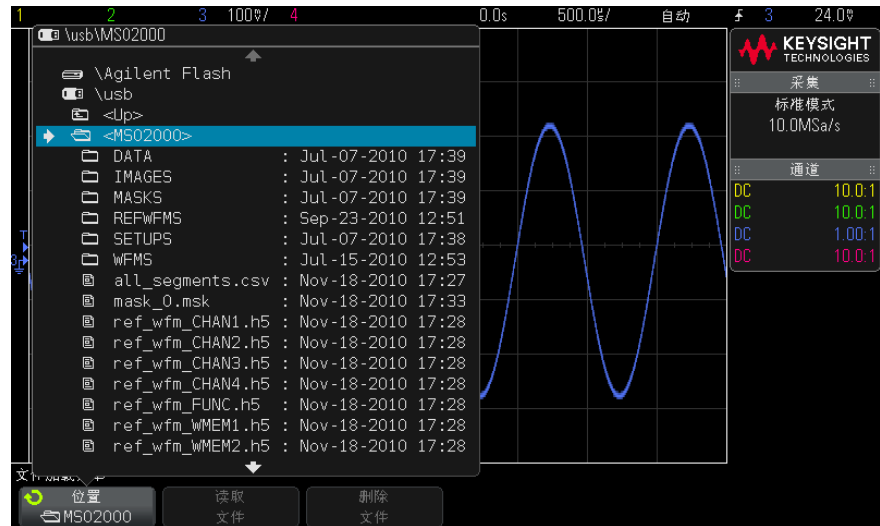 1 2 3 100V/ 4 0.0s 500.0㎲/ 自动 3 24.0V
\usb\MSO2000
\Agilent Flash
\usb
<Up>
<MSO2000>
DATA : Jul-07-2010 17:39
IMAGES : Jul-07-2010 17:39
MASKS : Jul-07-2010 17:39
REFWFMS : Sep-23-2010 12:51
SETUPS : Jul-07-2010 17:38
WFMS : Jul-15-2010 12:53
all_segments.csv : Nov-18-2010 17:27
mask_0.msk : Nov-18-2010 17:33
ref_wfm_CHAN1.h5 : Nov-18-2010 17:28
ref_wfm_CHAN2.h5 : Nov-18-2010 17:28
ref_wfm_CHAN3.h5 : Nov-18-2010 17:28
ref_wfm_CHAN4.h5 : Nov-18-2010 17:28
ref_wfm_FUNC.h5 : Nov-18-2010 17:28
ref_wfm_WMEM1.h5 : Nov-18-2010 17:28
ref_wfm_WMEM2.h5 : Nov-18-2010 17:28
KEYSIGHT
TECHNOLOGIES
采集
标准模式
10.0MSa/s
通道
DC 10.0:1
DC 10.0:1
DC 1.00:1
DC 10.0:1
T
3
位置
MSO2000
读取
文件
删除
文件